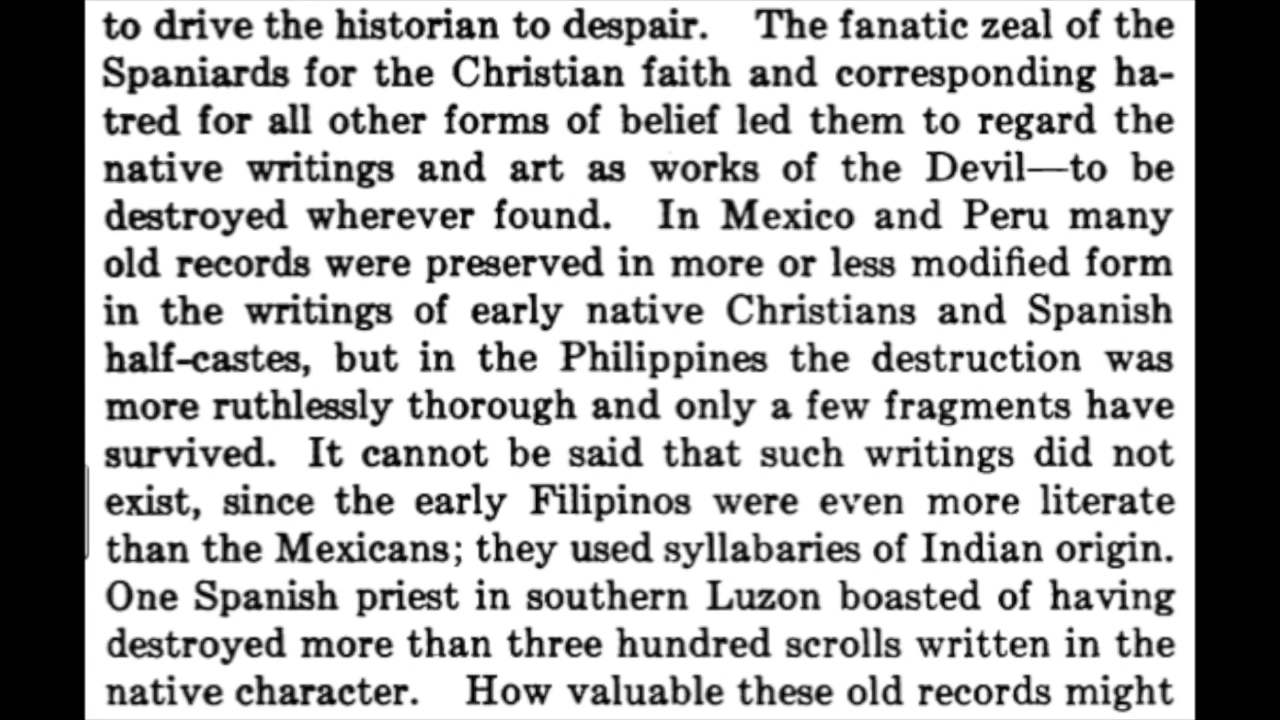 to drive the historian to despair. The fanatic zeal of the
Spaniards for the Christian faith and corresponding ha-
tred for all other forms of belief led them to regard the
native writings and art as works of the Devil—to be
destroyed wherever found. In Mexico and Peru many
old records were preserved in more or less modified form
in the writings of early native Christians and Spanish
half-castes, but in the Philippines the destruction was
more ruthlessly thorough and only a few fragments have
survived. It cannot be said that such writings did not
exist, since the early Filipinos were even more literate
than the Mexicans; they used syllabaries of Indian origin.
One Spanish priest in southern Luzon boasted of having
destroyed more than three hundred scrolls written in the
native character. How valuable these old records might